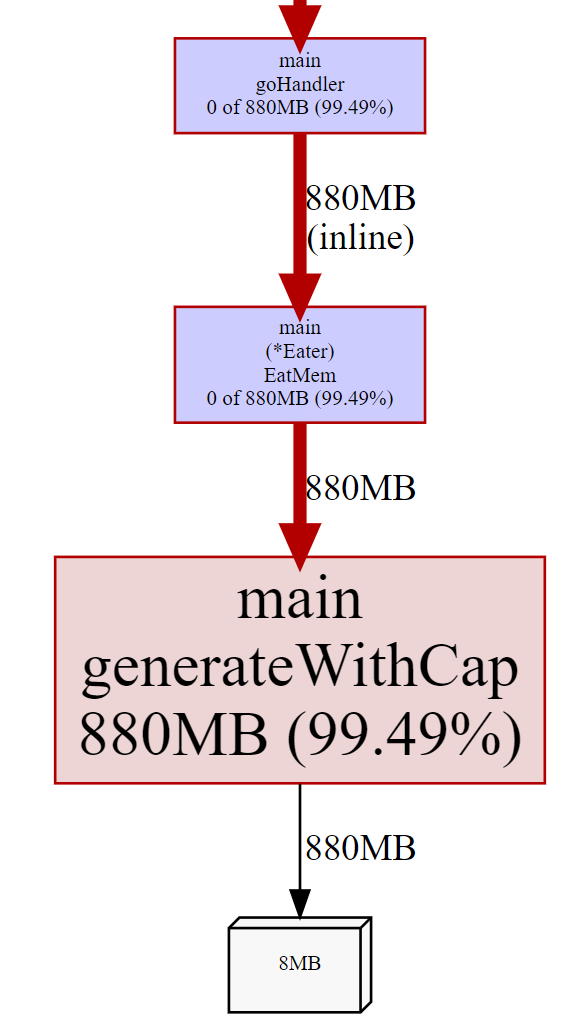 main
goHandler
0 of 880MB (99.49%)
880MB
(inline)
main
(*Eater)
EatMem
0 of 880MB (99.49%)
880MB
main
generateWithCap
880MB (99.49%)
880MB
8MB